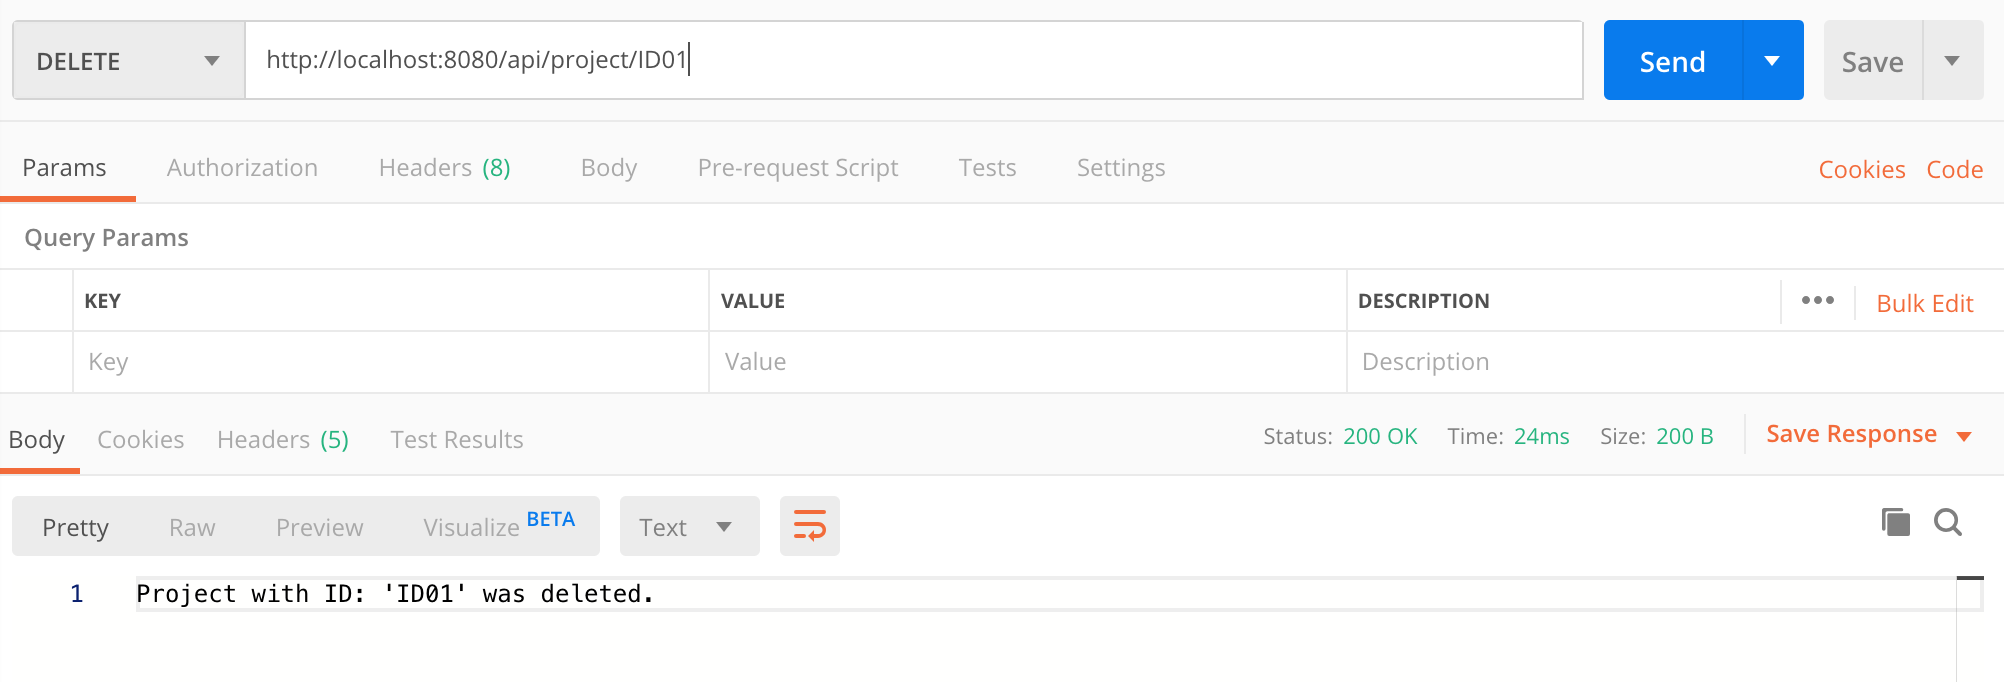 DELETE http://localhost:8080/api/project/ID01 Send Save
Params Authorization Headers (8) Body Pre-request Script Tests Settings Cookies Code
Query Params
KEY VALUE DESCRIPTION ••• Bulk Edit
Key Value Description
Body Cookies Headers (5) Test Results Status: 200 OK Time: 24ms Size: 200 B Save Response
Pretty Raw Preview Visualize BETA Text
1 Project with ID: 'ID01' was deleted.